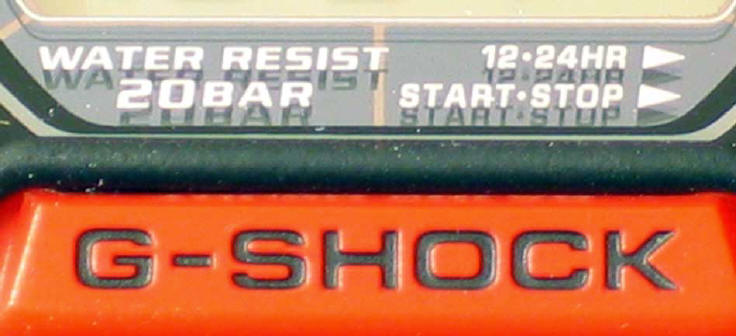 WATER RESIST 12·24HR ▶
20BAR START·STOP ▶
G-SHOCK